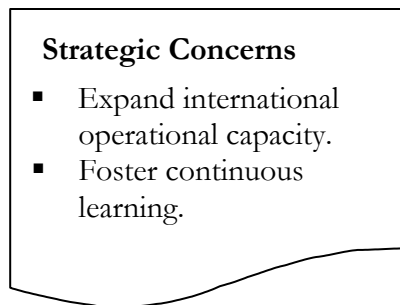 Strategic Concerns
▪ Expand international
operational capacity.
▪ Foster continuous
learning.